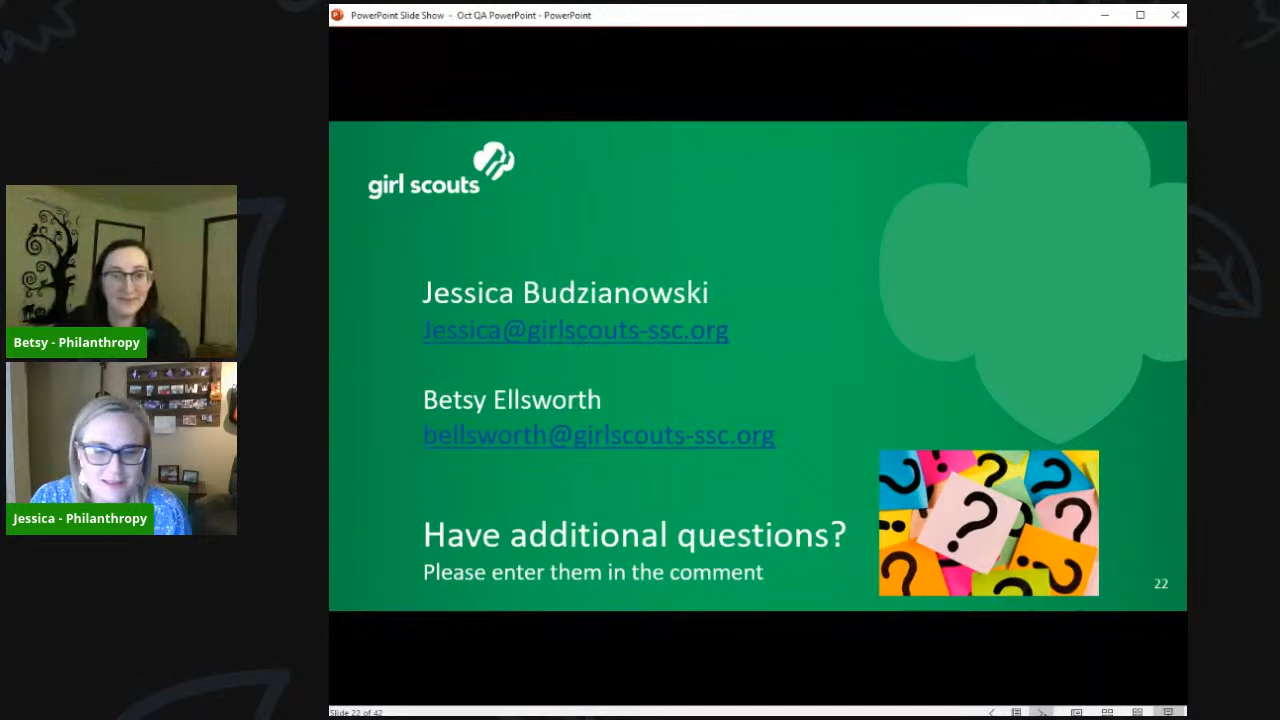 PowerPoint Slide Show - Oct QA PowerPoint - PowerPoint
girl scouts
Jessica Budzianowski
Jessica@girlscouts-ssc.org
Betsy Ellsworth
bellsworth@girlscouts-ssc.org
Have additional questions?
Please enter them in the comment
? ? ? ? ? ? ? ? ?
22
Betsy - Philanthropy
Jessica - Philanthropy
Slide 22 of 42